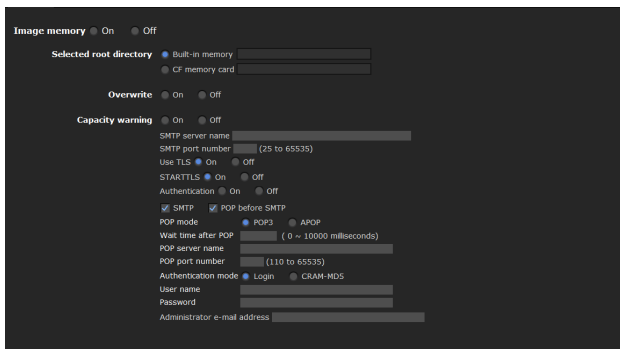 Image memory On Off
Selected root directory Built-in memory
CF memory card
Overwrite On Off
Capacity warning On Off
SMTP server name
SMTP port number (25 to 65535)
Use TLS On Off
STARTTLS On Off
Authentication On Off
SMTP POP before SMTP
POP mode POP3 APOP
Wait time after POP ( 0 ~ 10000 milliseconds)
POP server name
POP port number (110 to 65535)
Authentication mode Login CRAM-MD5
User name
Password
Administrator e-mail address